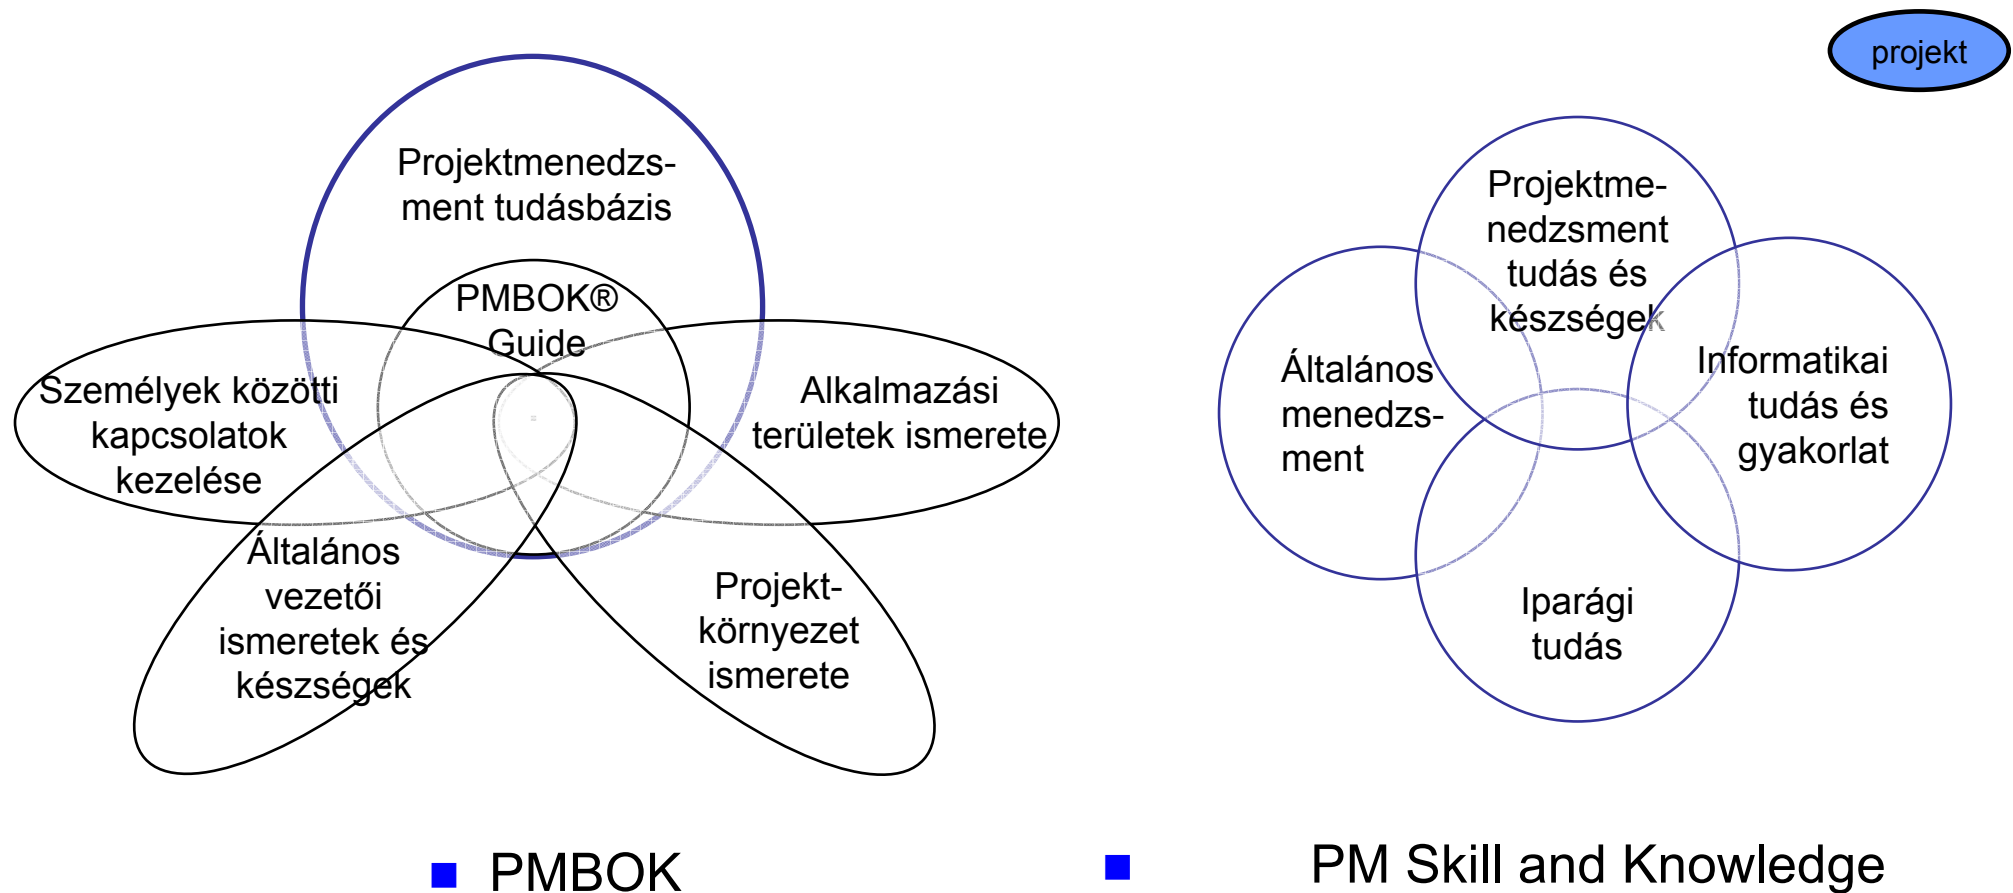 projekt
Projektmenedzs-
ment tudásbázis
PMBOK®
Guide
Személyek közötti
kapcsolatok
kezelése
Alkalmazási
területek ismerete
Általános
vezetői
ismeretek és
készségek
Projekt-
környezet
ismerete
Projektme-
nedzsment
tudás és
készségek
Általános
menedzs-
ment
Informatikai
tudás és
gyakorlat
Iparági
tudás
PMBOK
PM Skill and Knowledge